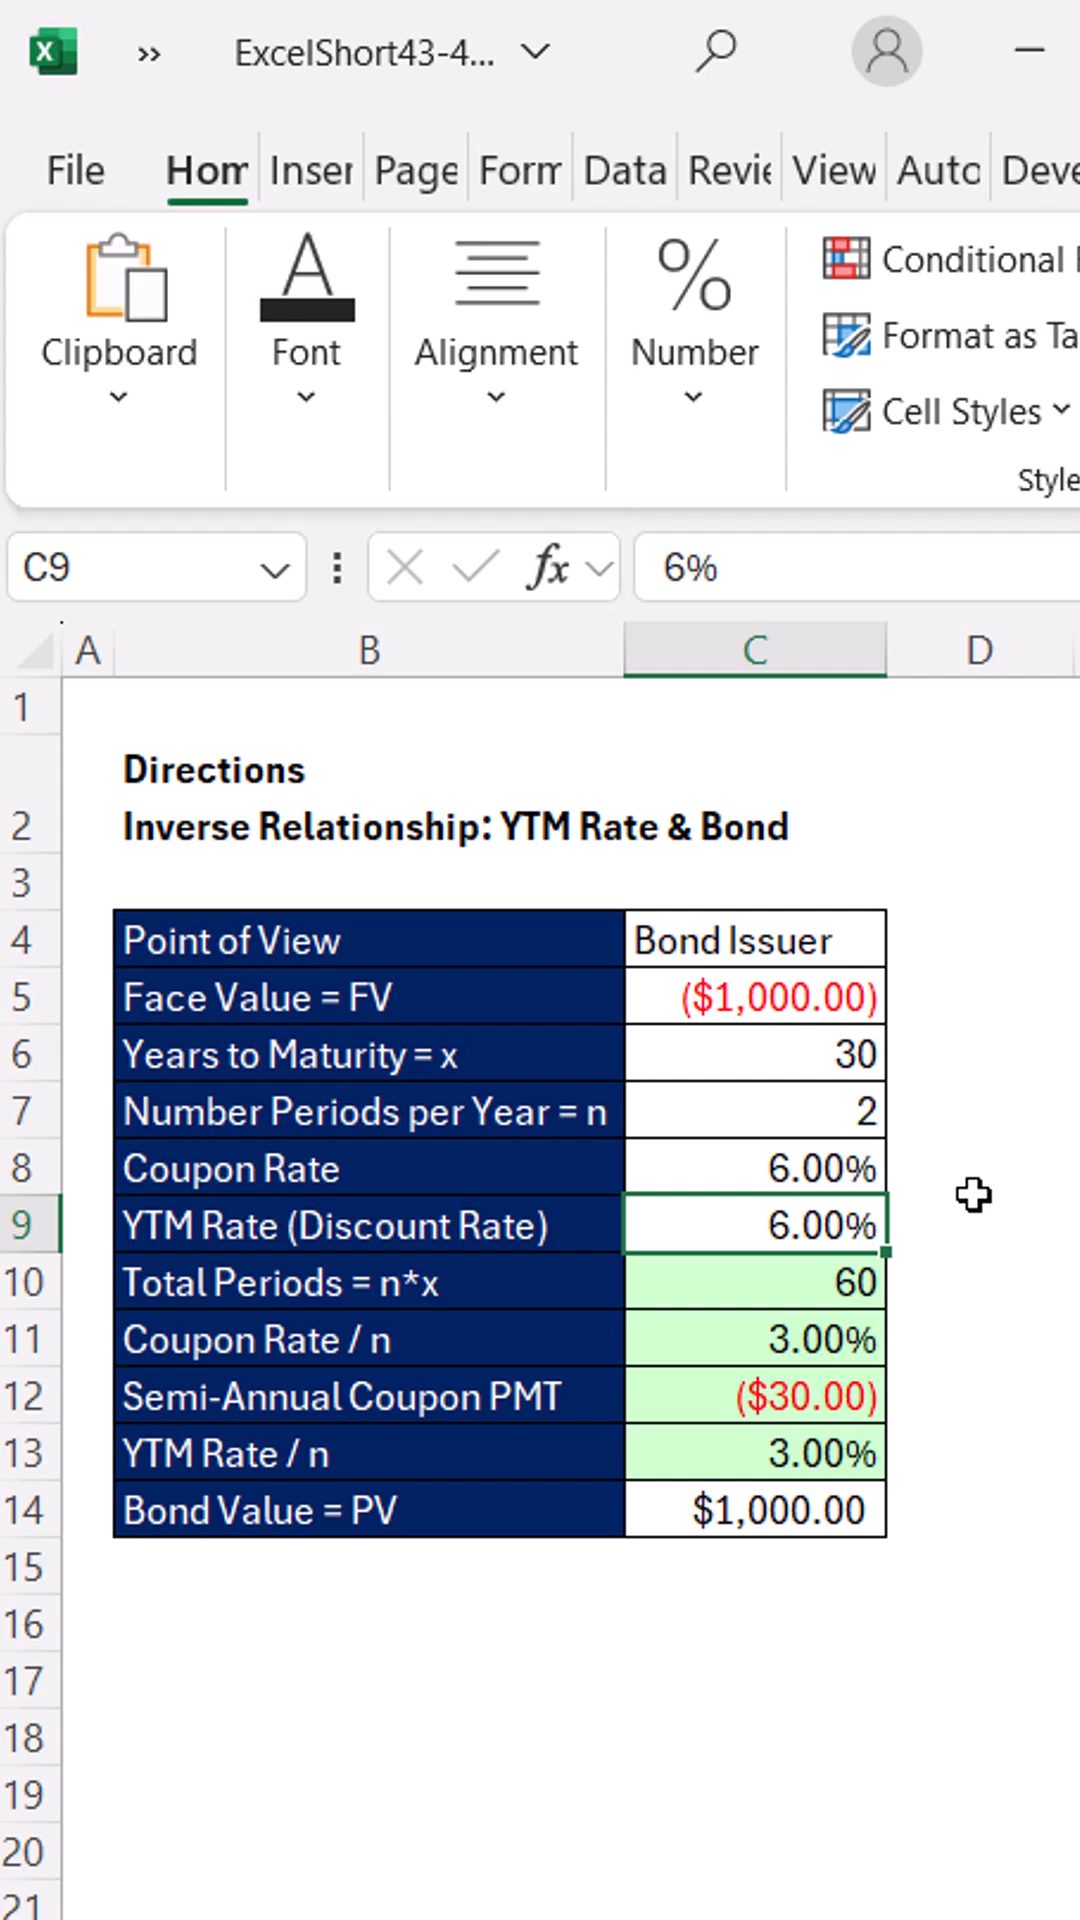 X
ExcelShort43-4...
File Hom Inser Page Form Data Revie View Auto Deve
Clipboard
Font
Alignment
%
Number
Conditional
Format as Ta
Cell Styles
Style
C9
fx
6%
A B C D
1
Directions
2 Inverse Relationship: YTM Rate & Bond
3
4 Point of View Bond Issuer
5 Face Value = FV ($1,000.00)
6 Years to Maturity = x 30
7 Number Periods per Year = n 2
8 Coupon Rate 6.00%
9 YTM Rate (Discount Rate) 6.00%
10 Total Periods = n*x 60
11 Coupon Rate / n 3.00%
12 Semi-Annual Coupon PMT ($30.00)
13 YTM Rate / n 3.00%
14 Bond Value = PV $1,000.00
15
16
17
18
19
20
21